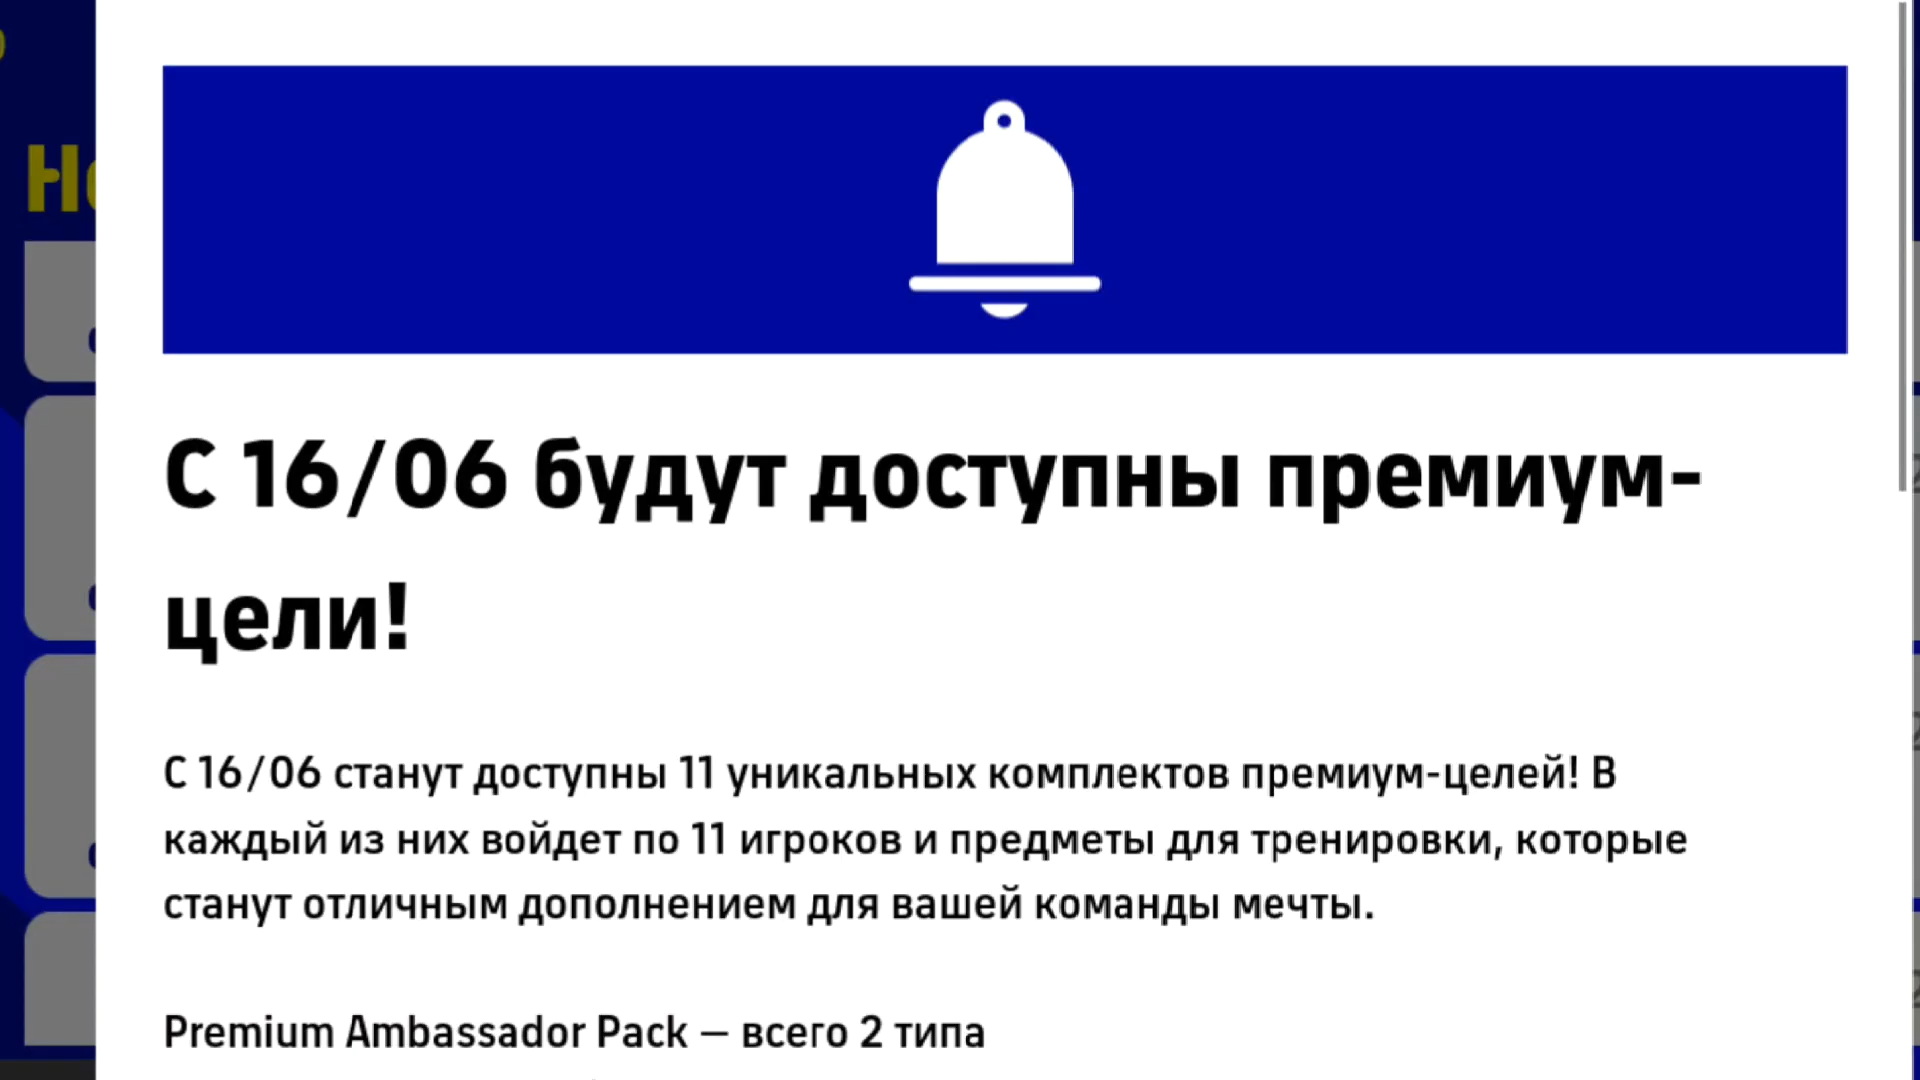 С 16/06 будут доступны премиум-
цели!
С 16/06 станут доступны 11 уникальных комплектов премиум-целей! В
каждый из них войдет по 11 игроков и предметы для тренировки, которые
станут отличным дополнением для вашей команды мечты.
Premium Ambassador Pack – всего 2 типа